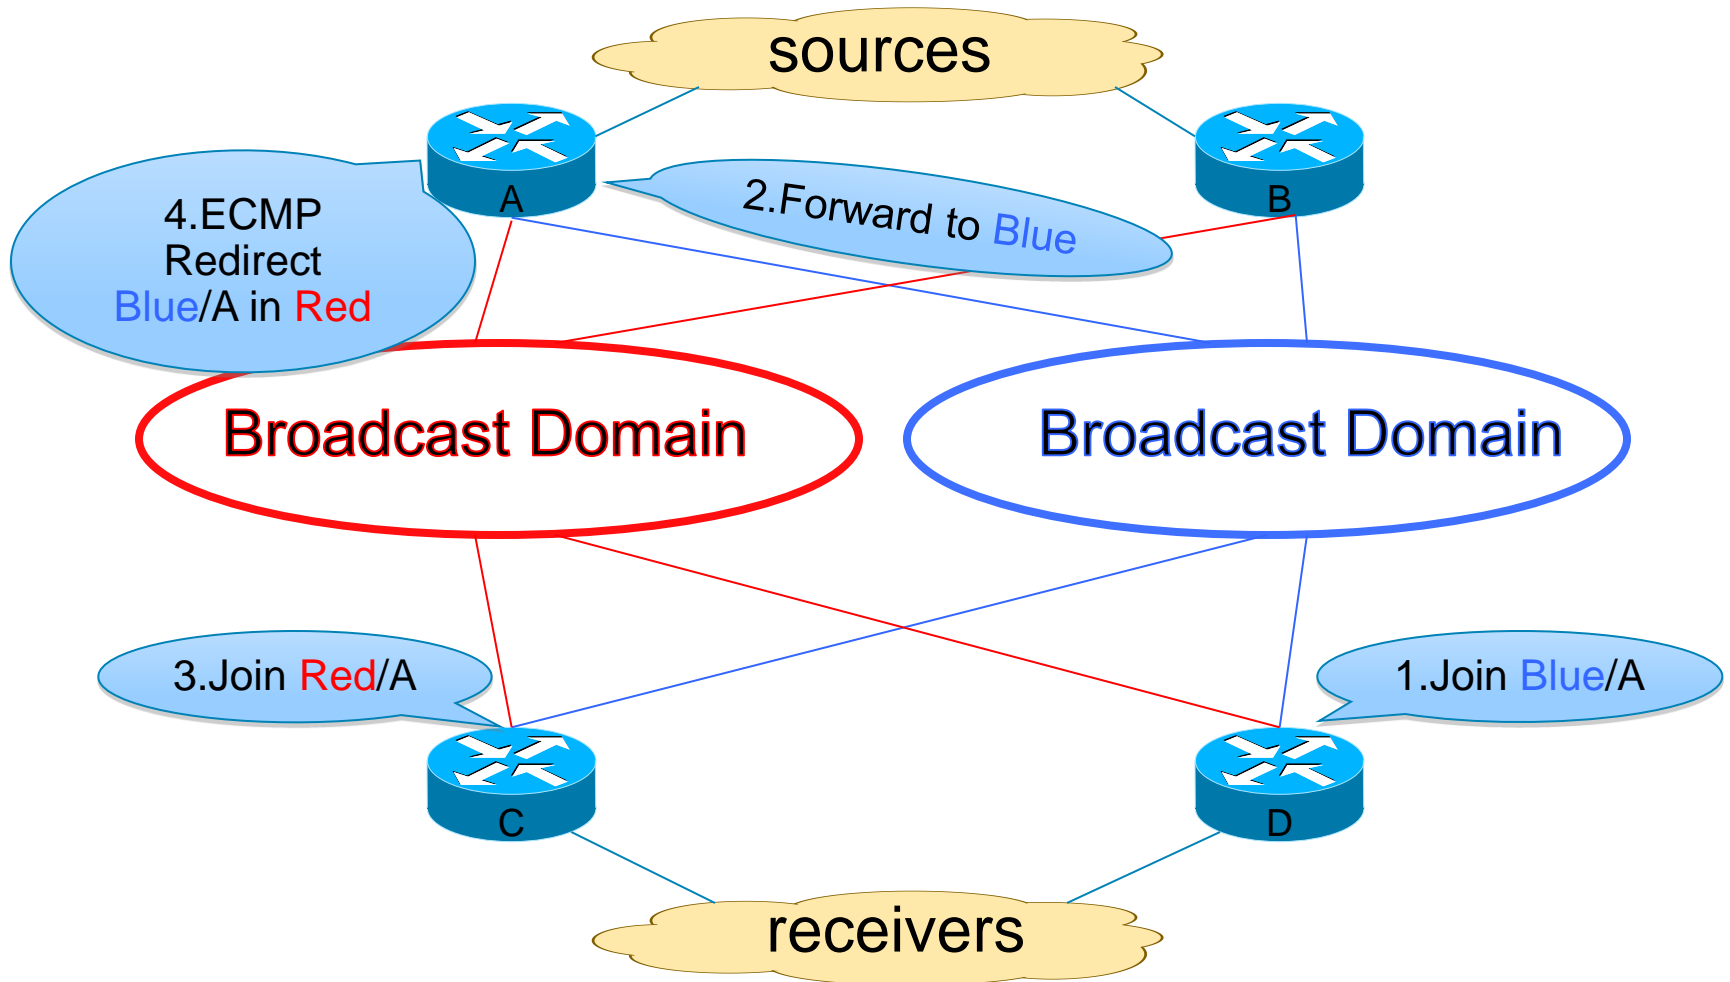 sources
A
B
2.Forward to Blue
4.ECMP
Redirect
Blue/A in Red
Broadcast Domain
Broadcast Domain
3.Join Red/A
1.Join Blue/A
C
D
receivers